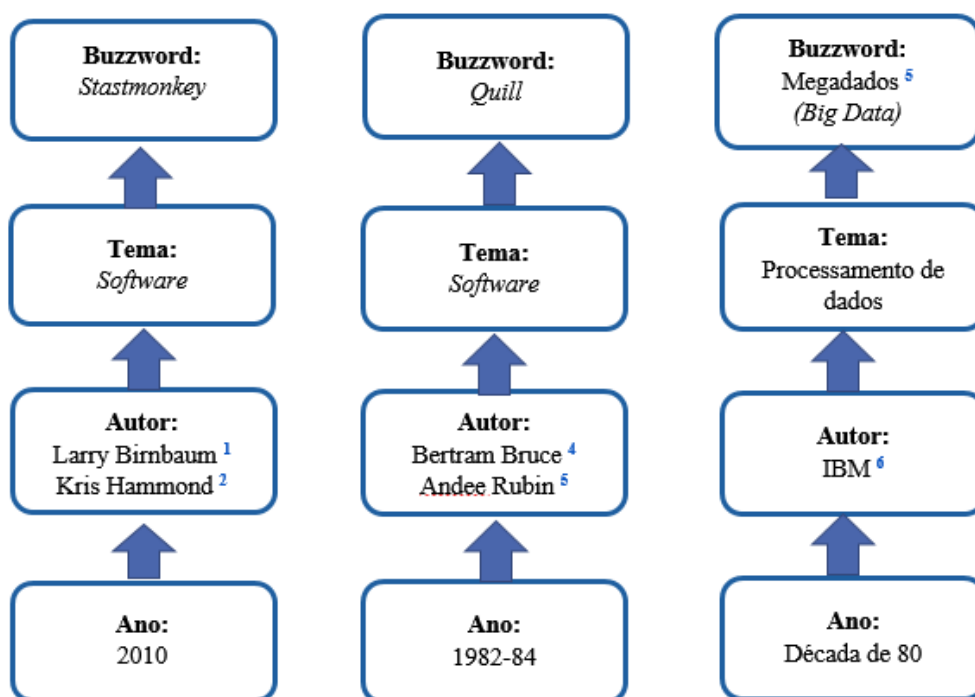 Buzzword:
Stastmonkey
Tema:
Software
Autor:
Larry Birnbaum 1
Kris Hammond 2
Ano:
2010
Buzzword:
Quill
Tema:
Software
Autor:
Bertram Bruce 4
Andee Rubin 5
Ano:
1982-84
Buzzword:
Megadados 5
(Big Data)
Tema:
Processamento de
dados
Autor:
IBM 6
Ano:
Década de 80